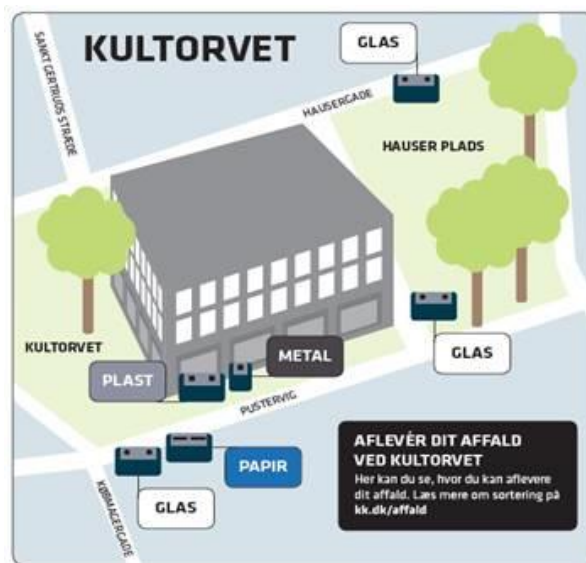 KULTORVET
GLAS
SANKT GERTRUDS STRÆDE
HAUSERGADE
HAUSER PLADS
KULTORVET
GLAS
METAL
PLAST
PUSTERVIG
PAPIR
GLAS
KØBMAGERGADE
AFLEVÉR DIT AFFALD
VED KULTORVET
Her kan du se, hvor du kan aflevere
dit affald. Læs mere om sortering på
kk.dk/affald